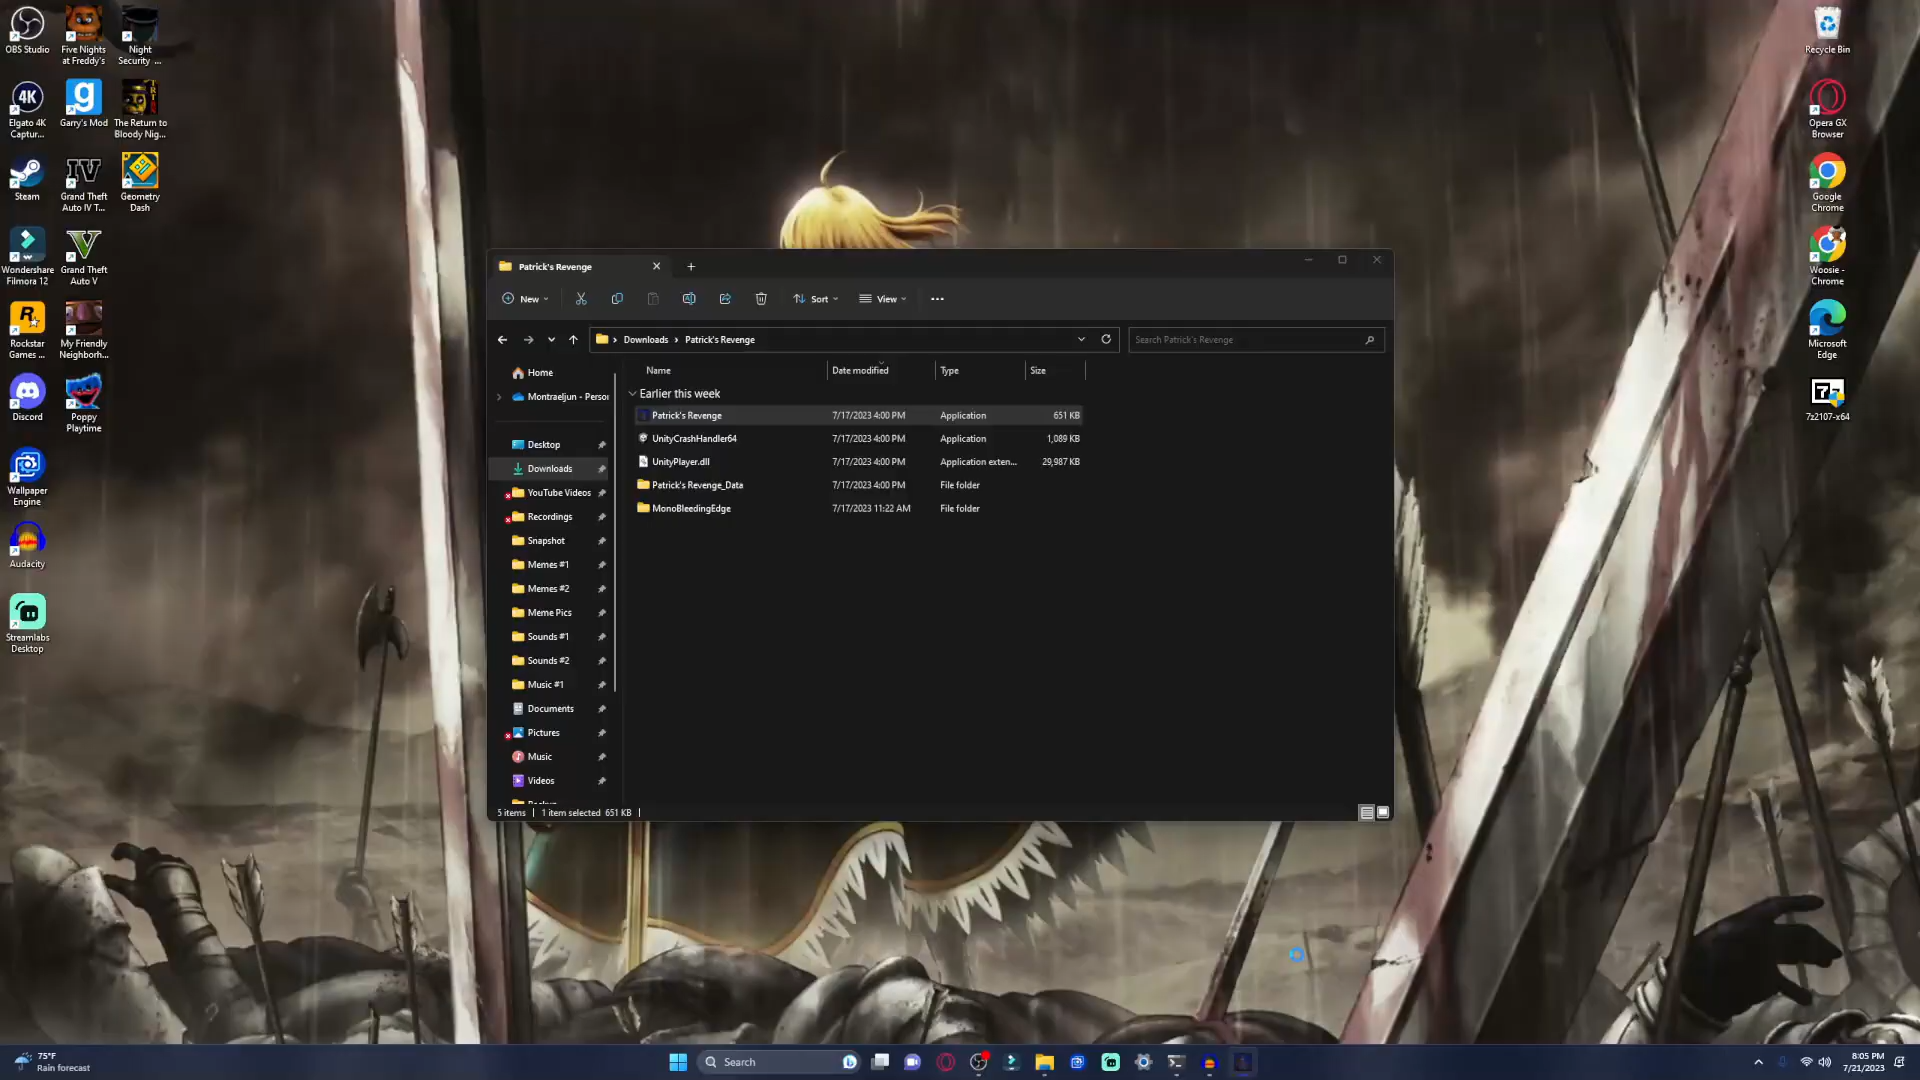 OBS Studio
Five Nights
at Freddy's
Night
Security ...
Elgato 4K
Captur...
Garry's Mod
The Return to
Bloody Nig...
Steam
Grand Theft
Auto IV T...
Geometry
Dash
Wondershare
Filmora 12
Grand Theft
Auto V
Rockstar
Games ...
My Friendly
Neighborh...
Discord
Poppy
Playtime
Wallpaper
Engine
Audacity
Streamlabs
Desktop
Recycle Bin
Opera GX
Browser
Google
Chrome
Woosie -
Chrome
Microsoft
Edge
7z2107-x64
Patrick's Revenge
New
Sort
View
Downloads > Patrick's Revenge
Search Patrick's Revenge
Name Date modified Type Size
Earlier this week
Patrick's Revenge 7/17/2023 4:00 PM Application 651 KB
UnityCrashHandler64 7/17/2023 4:00 PM Application 1,089 KB
UnityPlayer.dll 7/17/2023 4:00 PM Application exten... 29,987 KB
Patrick's Revenge_Data 7/17/2023 4:00 PM File folder
MonoBleedingEdge 7/17/2023 11:22 AM File folder
Home
Montraeljun - Person
Desktop
Downloads
YouTube Videos
Recordings
Snapshot
Memes #1
Memes #2
Meme Pics
Sounds #1
Sounds #2
Music #1
Documents
Pictures
Music
Videos
5 items 1 item selected 651 KB
75°F
Rain forecast
Search
8:05 PM
7/21/2023